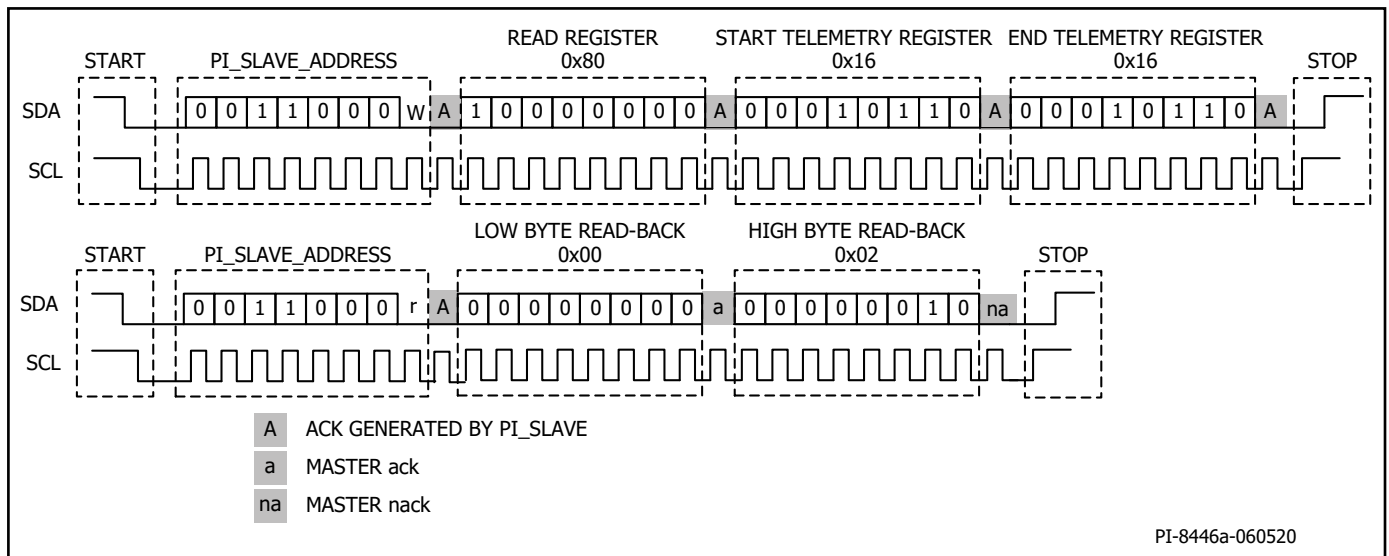 READ REGISTER START TELEMETRY REGISTER END TELEMETRY REGISTER
START PI_SLAVE_ADDRESS 0x80 0x16 0x16 STOP
SDA 0 0 1 1 0 0 0 W A 1 0 0 0 0 0 0 0 A 0 0 0 1 0 1 1 0 A 0 0 0 1 0 1 1 0 A
SCL
LOW BYTE READ-BACK HIGH BYTE READ-BACK
START PI_SLAVE_ADDRESS 0x00 0x02 STOP
SDA 0 0 1 1 0 0 0 r A 0 0 0 0 0 0 0 0 a 0 0 0 0 0 0 1 0 na
SCL
A ACK GENERATED BY PI_SLAVE
a MASTER ack
na MASTER nack
PI-8446a-060520